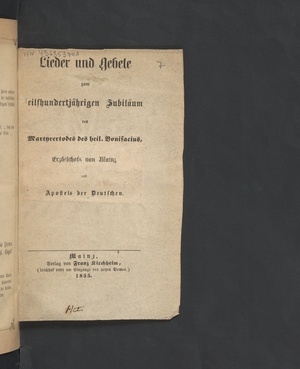 Lieder und Gebete
zum
eilfhundertjährigen Jubiläum
des
Martyrertodes des heil. Bonifacius,
Erzbischofs von Mainz
und
Apostels der Deutschen.
Mainz,
Verlag von Franz Kirchheim,
1855.
7